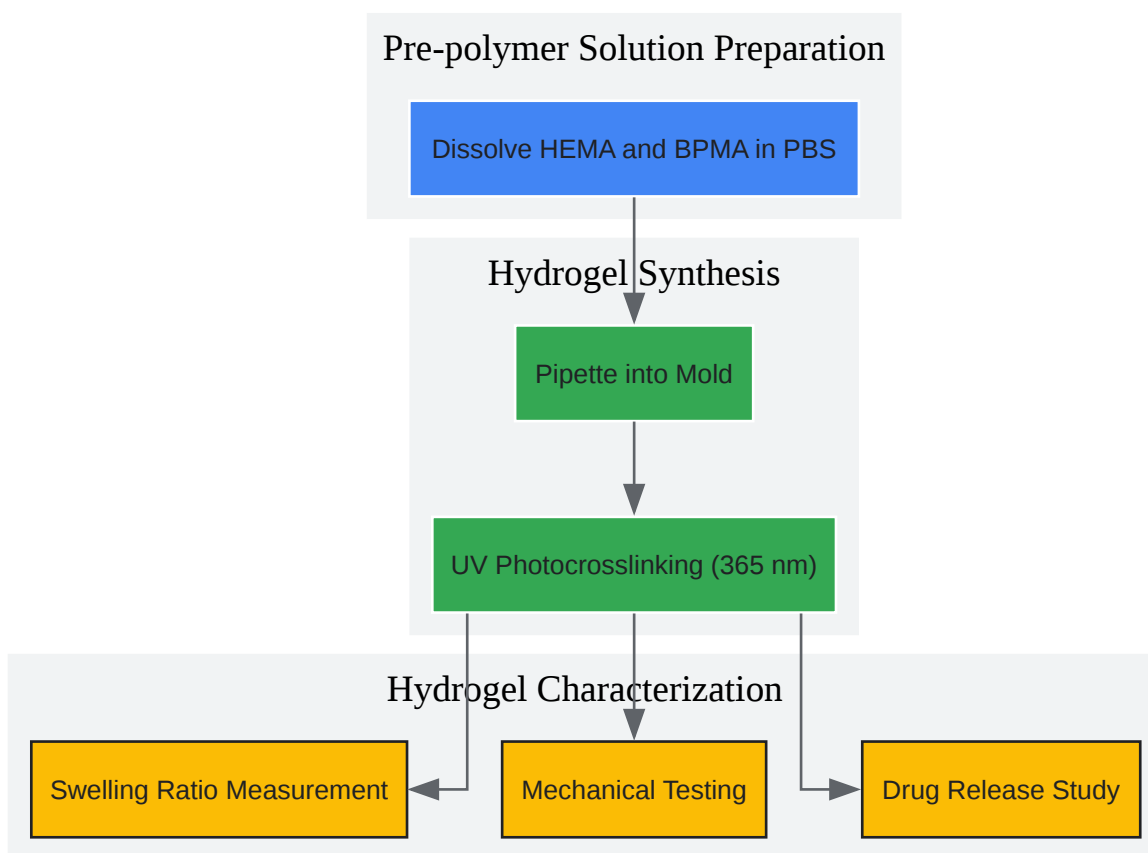 Pre-polymer Solution Preparation
Dissolve HEMA and BPMA in PBS
Hydrogel Synthesis
Pipette into Mold
UV Photocrosslinking (365 nm)
Hydrogel Characterization
Swelling Ratio Measurement
Mechanical Testing
Drug Release Study